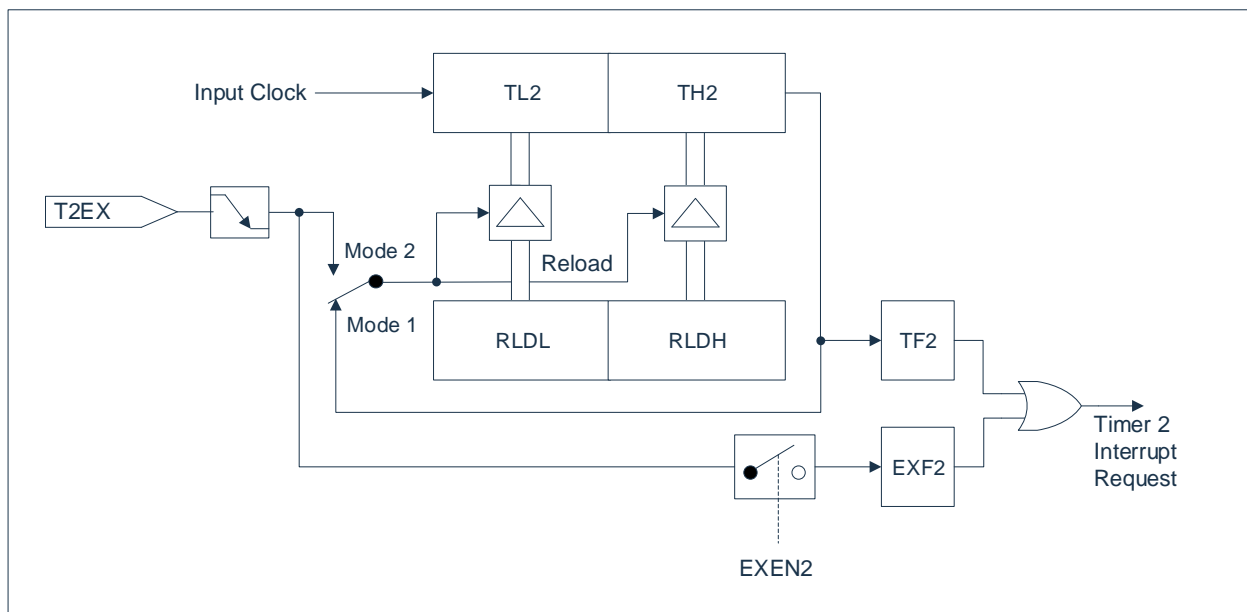 Input Clock
TL2
TH2
T2EX
Mode 2
Reload
Mode 1
RLDL
RLDH
TF2
Timer 2
Interrupt
Request
EXF2
EXEN2